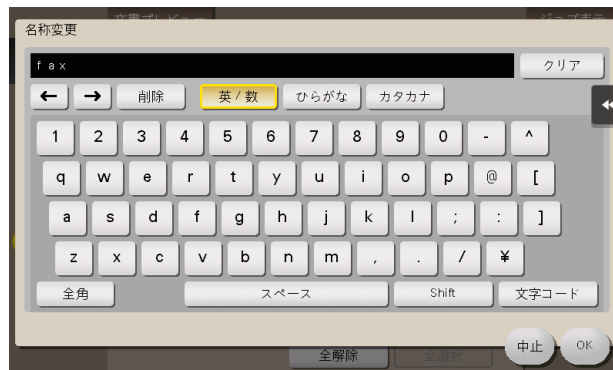 文書プレビュー ジョブ表示
名称変更
fax クリア
← → 削除 英/数 ひらがな カタカナ
1 2 3 4 5 6 7 8 9 0 - ^
q w e r t y u i o p @ [
a s d f g h j k l ; : ]
z x c v b n m , . / ¥
全角 スペース Shift 文字コード
中止 OK
全解除 全選択